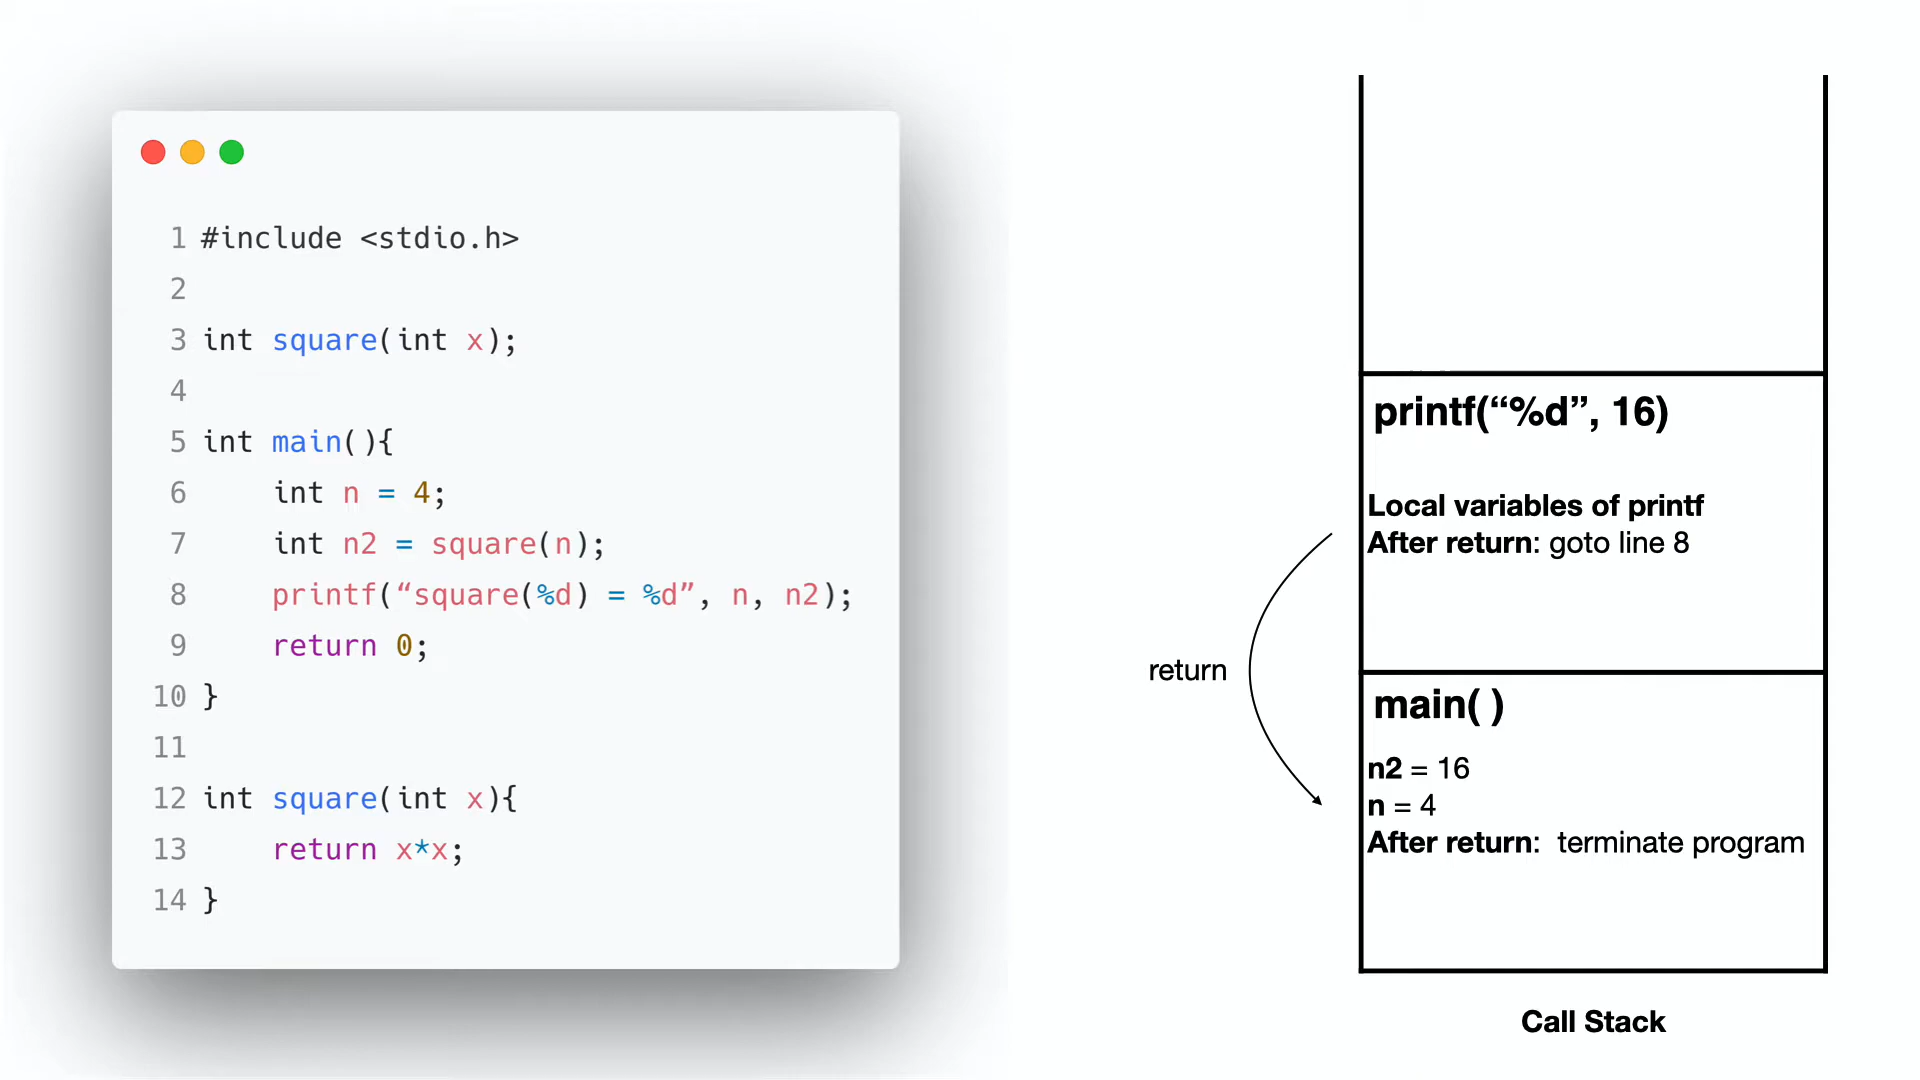 1 #include <stdio.h>
2
3 int square(int x);
4
5 int main(){
6     int n = 4;
7     int n2 = square(n);
8     printf(“square(%d) = %d”, n, n2);
9     return 0;
10 }
11
12 int square(int x){
13     return x*x;
14 }
printf(“%d”, 16)
Local variables of printf
After return: goto line 8
return
main( )
n2 = 16
n = 4
After return:  terminate program
Call Stack